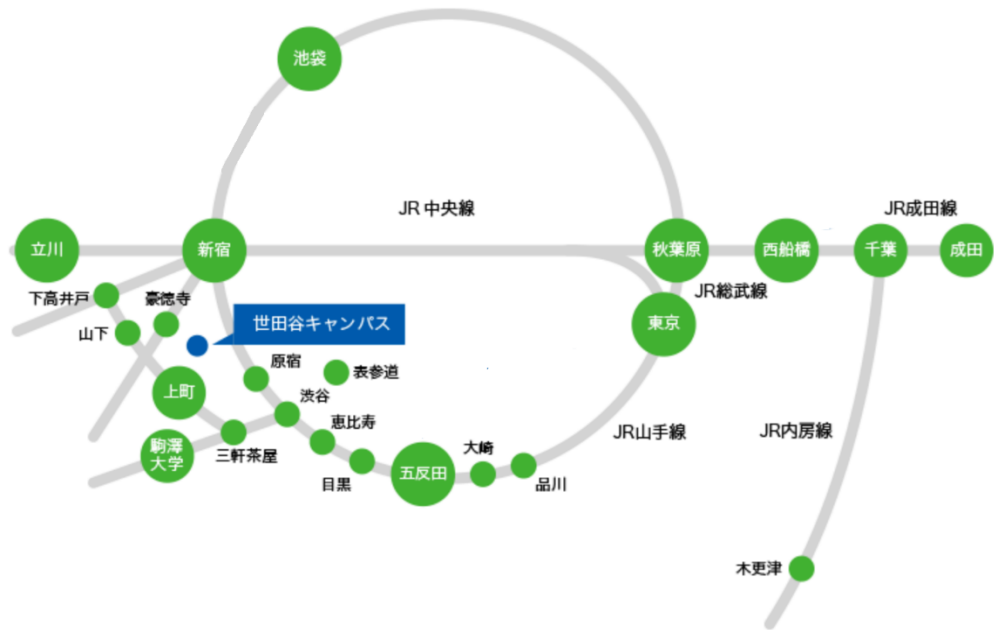 池袋
JR 中央線
JR成田線
立川
新宿
秋葉原
西船橋
千葉
成田
JR総武線
下高井戸
豪徳寺
世田谷キャンパス
東京
山下
原宿
表参道
上町
渋谷
恵比寿
JR山手線
JR内房線
駒澤
大学
三軒茶屋
大崎
五反田
目黒
品川
木更津